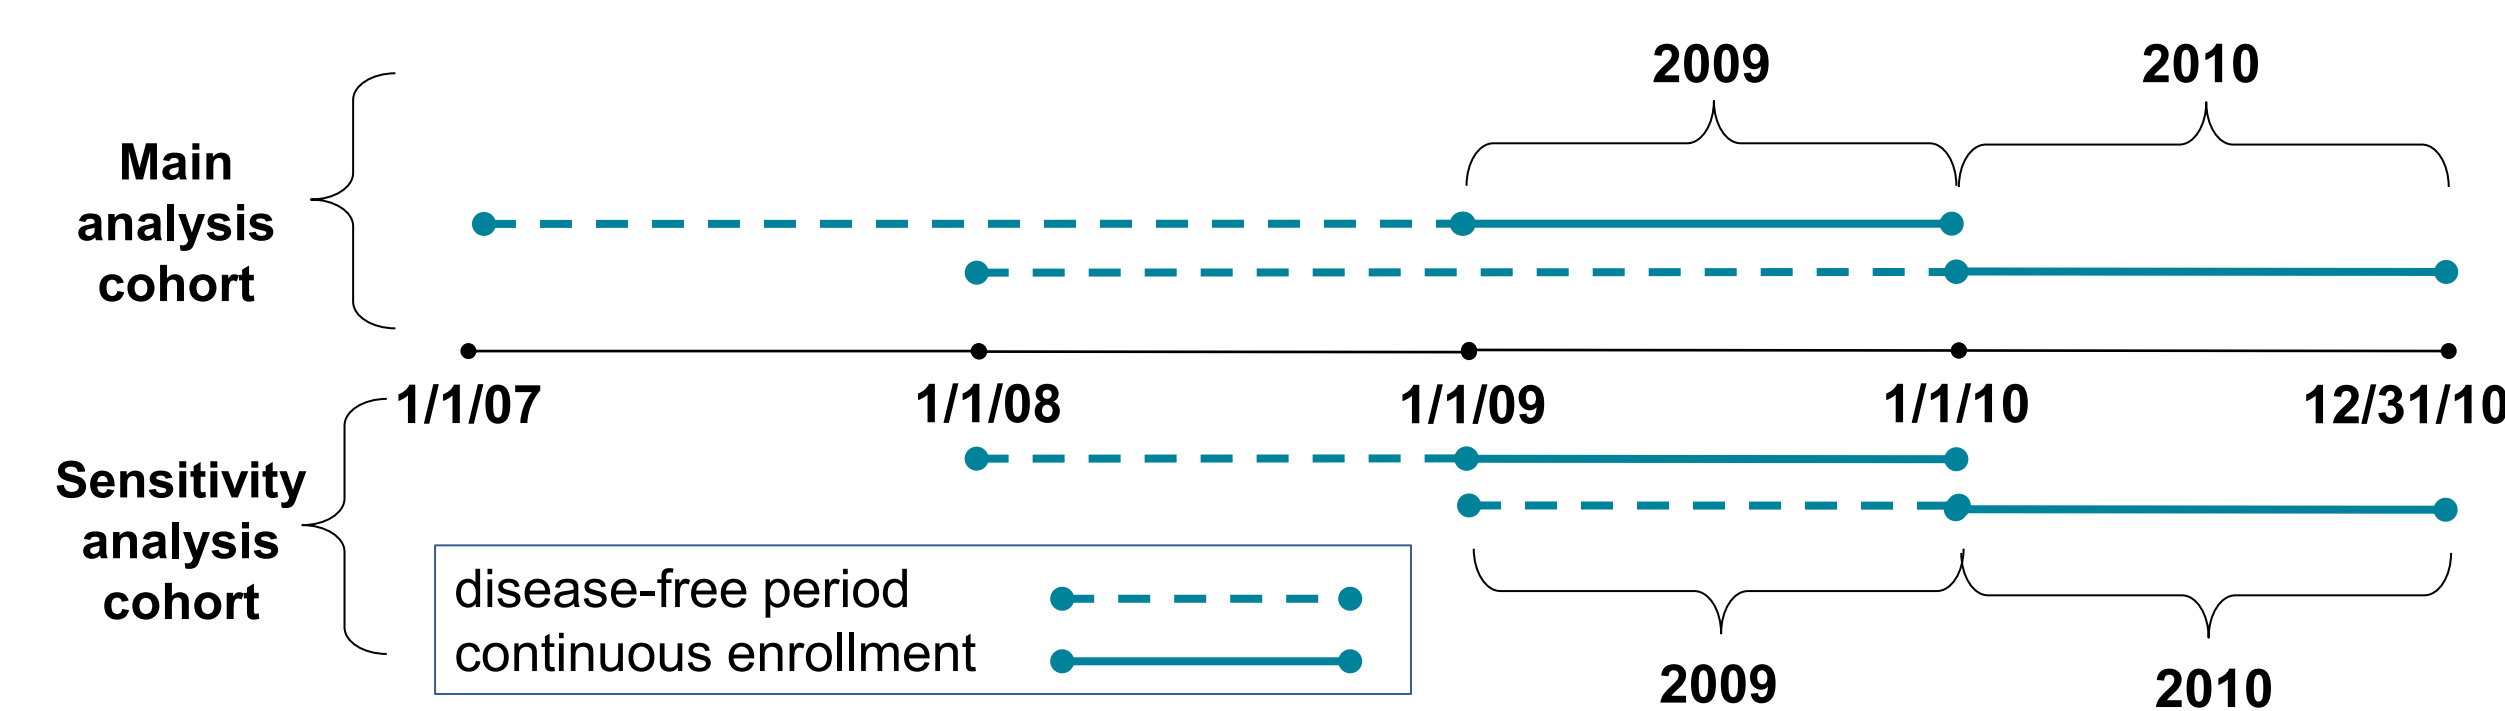 2009
2010
Main
analysis
cohort
1/1/07
1/1/08
1/1/09
1/1/10
12/31/10
Sensitivity
analysis
cohort
disease-free period
continuous enrollment
2009
2010